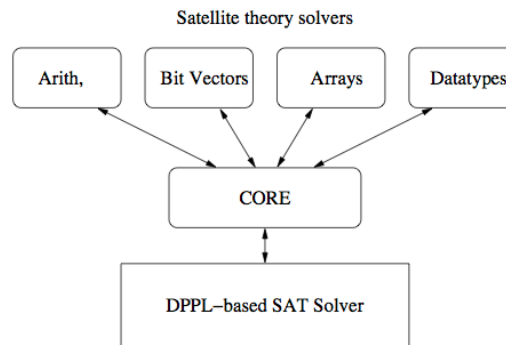 Satellite theory solvers
Arith,
Bit Vectors
Arrays
Datatypes
CORE
DPPL−based SAT Solver